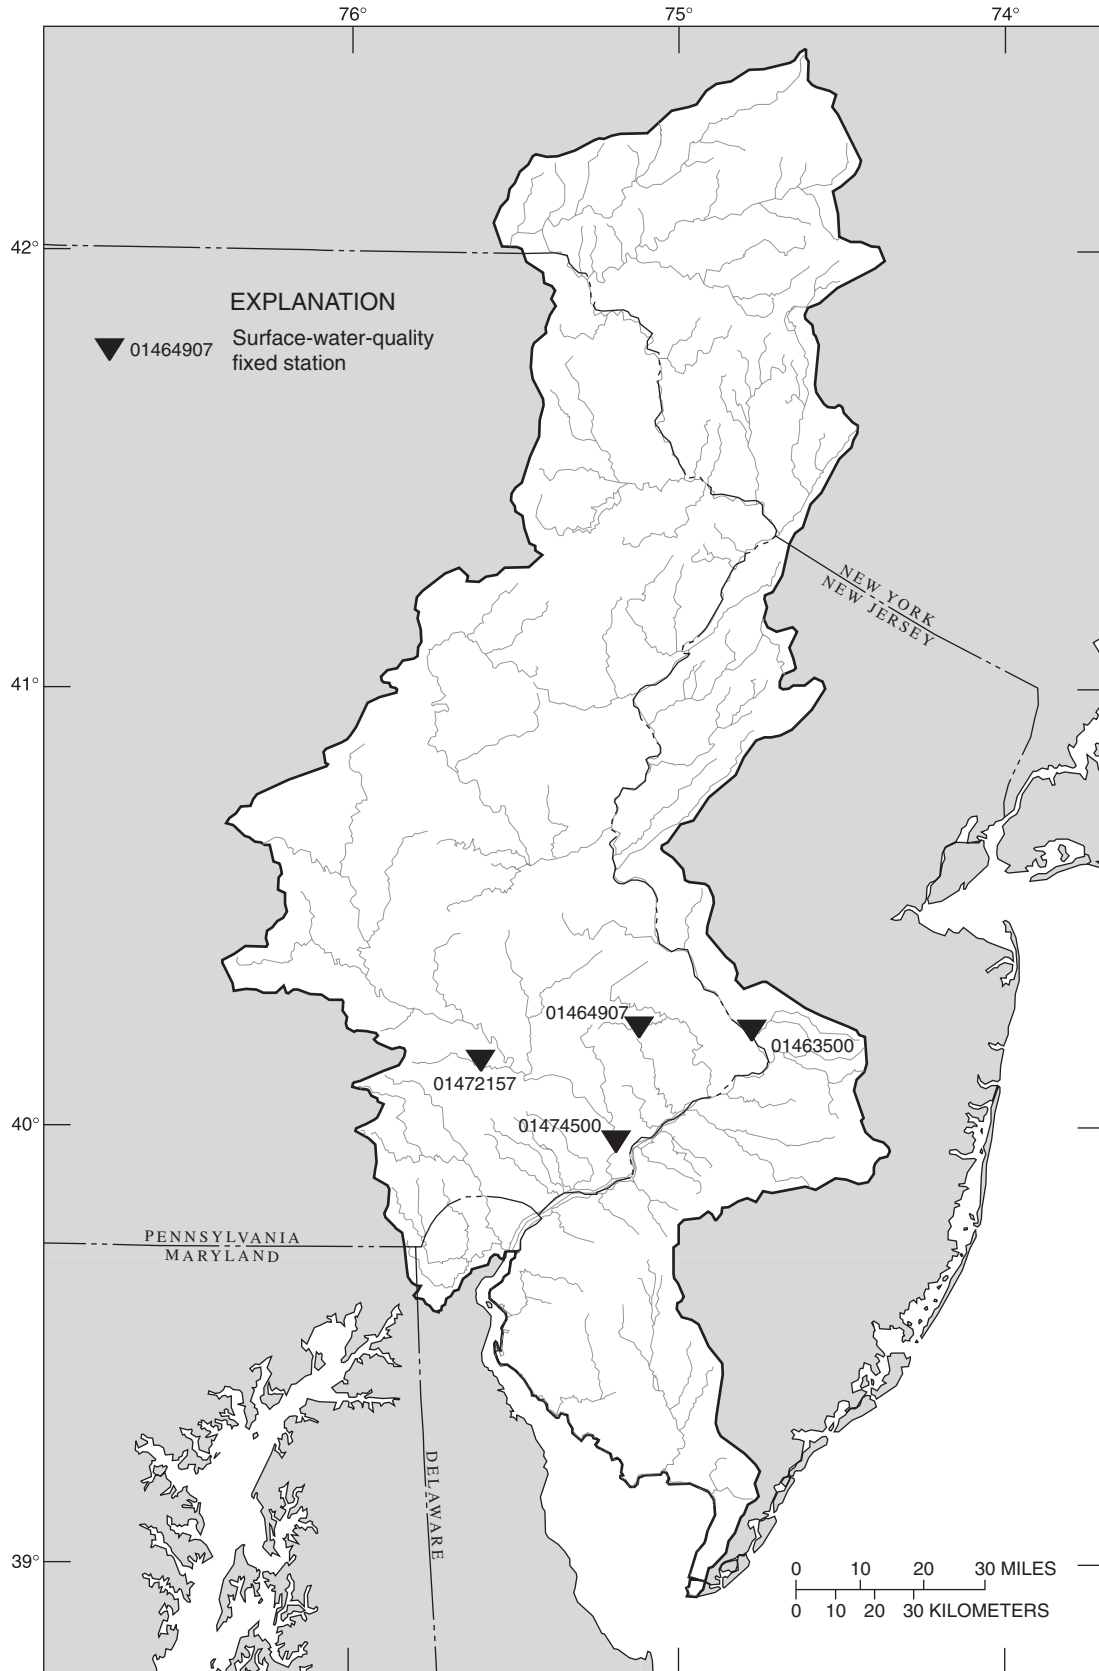 76°
75°
74°
42°
EXPLANATION
01464907
Surface-water-quality
fixed station
NEW YORK
NEW JERSEY
41°
01464907
01463500
01472157
01474500
40°
PENNSYLVANIA
MARYLAND
DELAWARE
39°
0 10 20 30 MILES
0 10 20 30 KILOMETERS